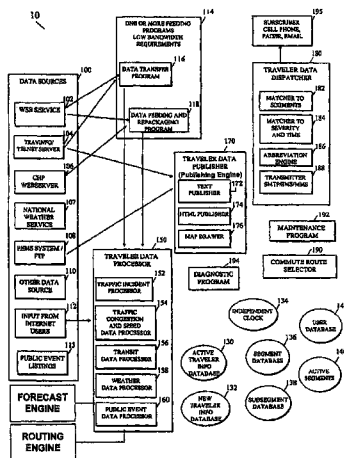 10
100
DATA SOURCES
102
WEB SERVICE
104
TRAVINFO/
TELNET SERVER
106
CHP
WEBSERVER
107
NATIONAL
WEATHER
SERVICE
108
PEMS SYSTEM /
FTP
110
OTHER DATA
SOURCE
112
INPUT FROM
INTERNET
USERS
115
PUBLIC EVENT
LISTINGS
FORECAST
ENGINE
ROUTING
ENGINE
114
ONE OR MORE FEEDING
PROGRAMS
LOW BANDWIDTH
REQUIREMENTS
116
DATA TRANSFER
PROGRAM
118
DATA FEEDING AND
REPACKAGING
PROGRAM
150
TRAVELER DATA
PROCESSOR
152
TRAFFIC INCIDENT
PROCESSOR
154
TRAFFIC
CONGESTION
AND SPEED DATA
PROCESSOR
156
TRANSIT
DATA
PROCESSOR
158
WEATHER
DATA
PROCESSOR
160
PUBLIC EVENT
DATA PROCESSOR
170
TRAVELER DATA
PUBLISHER
(Publishing Engine)
172
TEXT
PUBLISHER
174
HTML PUBLISHER
176
MAP DRAWER
195
SUBSCRIBER
CELL PHONE,
PAGER, EMAIL
180
TRAVELER DATA
DISPATCHER
182
MATCHER TO
SEGMENTS
184
MATCHER TO
SEVERITY AND
TIME
186
ABBREVIATION
ENGINE
188
TRANSMITTER
SMTP/SMS/MMS
192
MAINTENANCE
PROGRAM
190
COMMUTE ROUTE
SELECTOR
194
DIAGNOSTIC
PROGRAM
134
INDEPENDENT
CLOCK
USER
DATABASE
130
ACTIVE
TRAVELER
INFO
DATABASE
136
SEGMENT
DATABASE
ACTIVE
SEGMENTS
132
NEW
TRAVELER
INFO
DATABASE
138
SUBSEGMENT
DATABASE